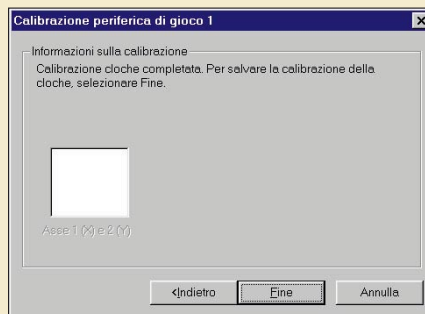 Calibrazione periferica di gioco 1
Informazioni sulla calibrazione
Calibrazione cloche completata. Per salvare la calibrazione della
cloche, selezionare Fine.
Asse 1 (X) e 2 (Y)
<Indietro
Fine
Annulla